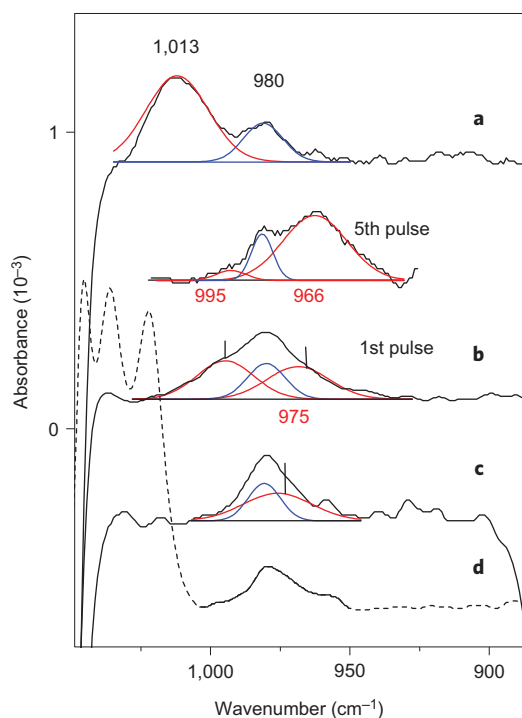 1,013
980
a
1
5th pulse
995
966
Absorbance (10⁻³)
1st pulse
b
975
0
c
d
1,000
950
900
Wavenumber (cm⁻¹)